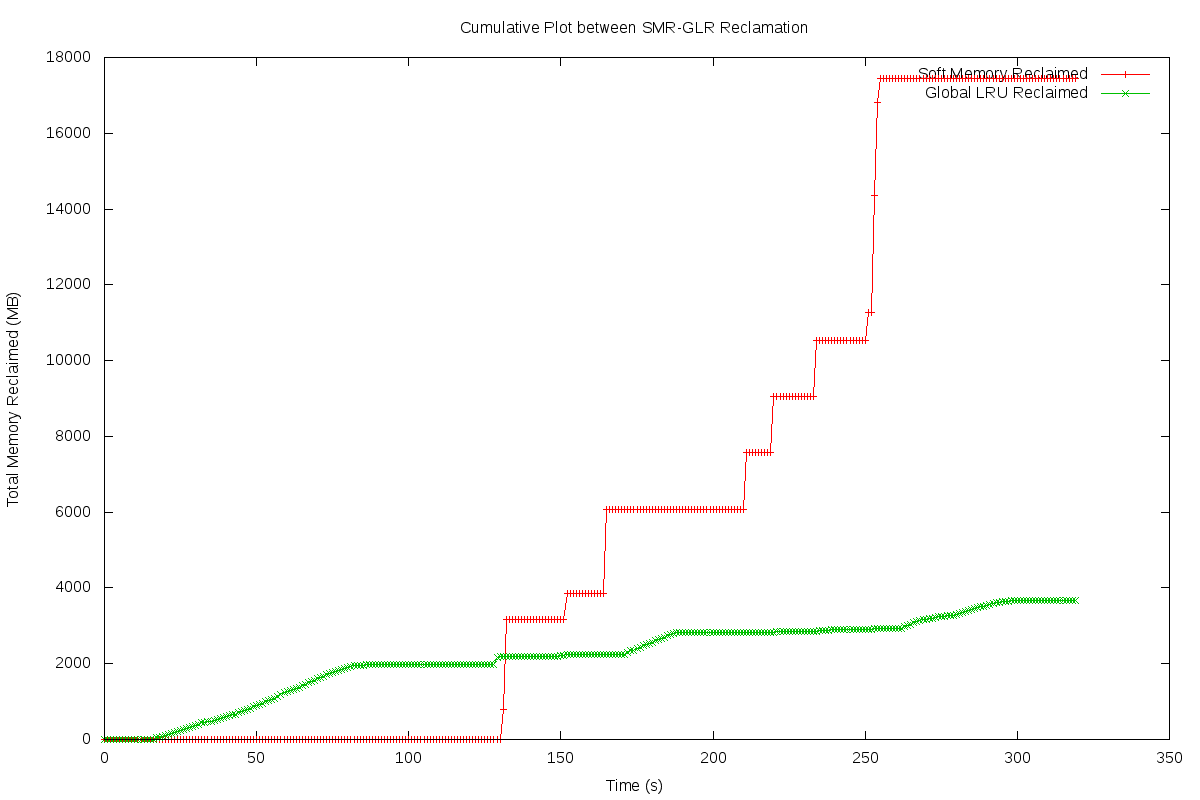 Cumulative Plot between SMR-GLR Reclamation
18000
16000
14000
12000
10000
8000
6000
4000
2000
0
Total Memory Reclaimed (MB)
Soft Memory Reclaimed
Global LRU Reclaimed
0 50 100 150 200 250 300 350
Time (s)